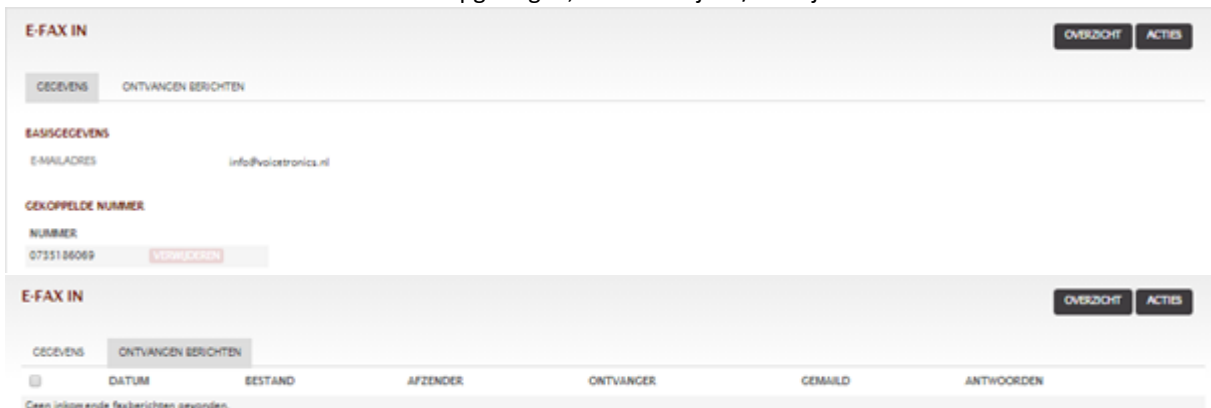 E-FAX IN
OVERZICHT ACTIES
GEGEVENS ONTVANGEN BERICHTEN
BASISGEGEVENS
E-MAILADRES info@voicetronics.nl
GEKOPPELDE NUMMER
NUMMER
0755186069 VERWIJDEREN
E-FAX IN
OVERZICHT ACTIES
GEGEVENS ONTVANGEN BERICHTEN
DATUM BESTAND AFZENDER ONTVANGER GEMAILD ANTWOORDEN
Geen inkomende faxberichten gevonden.